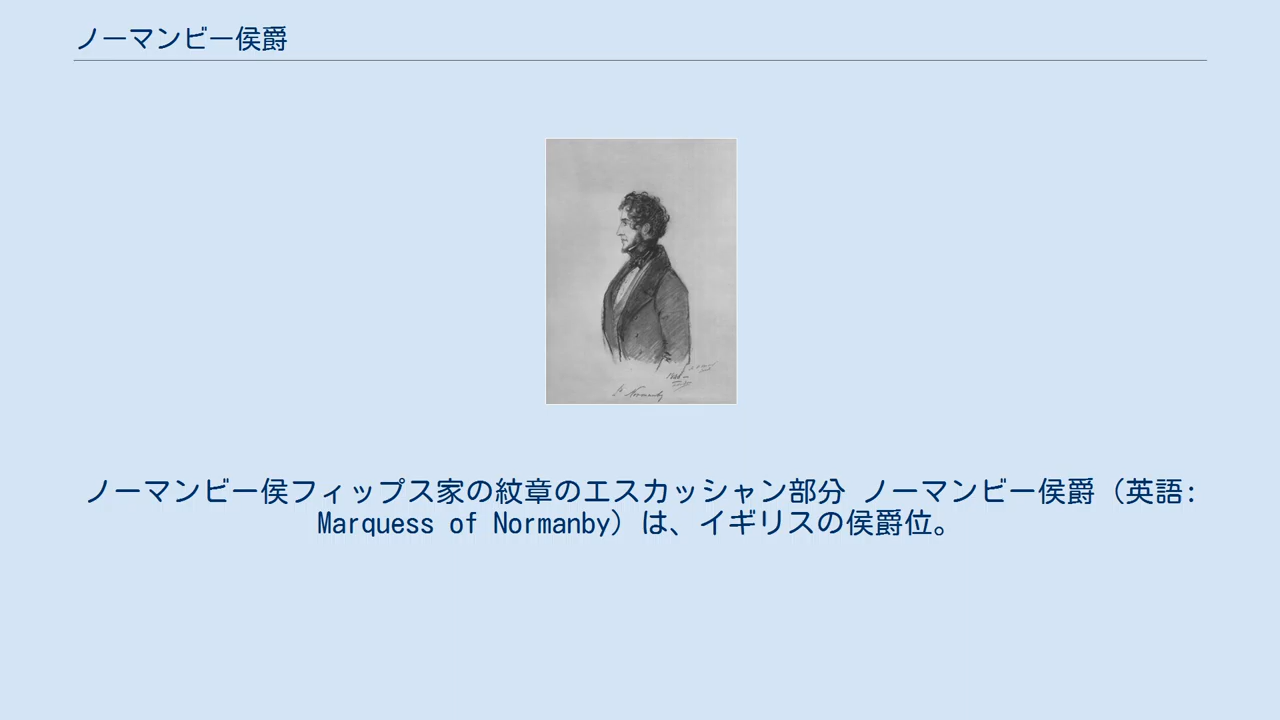 ノーマンビー侯爵
Normanby
ノーマンビー侯フィップス家の紋章のエスカッシャン部分 ノーマンビー侯爵（英語:
Marquess of Normanby）は、イギリスの侯爵位。